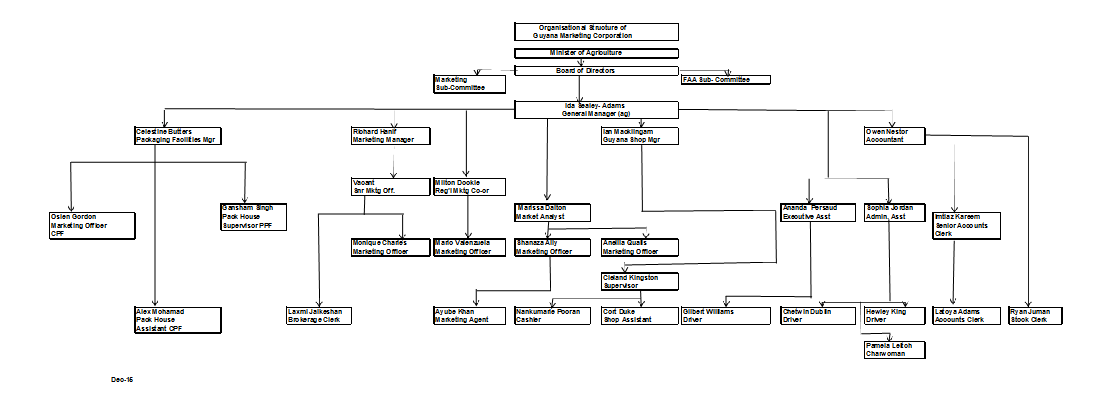 Organisational Structure of
Guyana Marketing Corporation
Minister of Agriculture
Board of Directors
Marketing
Sub-Committee
FAA Sub- Committee
Ida Sealey- Adams
General Manager (ag)
Celestine Butters
Packaging Facilities Mgr
Richard Hanif
Marketing Manager
Ian Macklingam
Guyana Shop Mgr
Owen Nestor
Accountant
Vacant
Snr Mktg Off.
Milton Dookie
Reg'l Mktg Co-or
Oslen Gordon
Marketing Officer
CPF
Gansham Singh
Pack House
Supervisor PPF
Marissa Dalton
Market Analyst
Ananda Persaud
Executive Asst
Sophia Jordan
Admin. Asst
Imtiaz Kareem
Senior Accounts
Clerk
Monique Charles
Marketing Officer
Mario Valenzuela
Marketing Officer
Shanaza Ally
Marketing Officer
Aneilia Qualis
Marketing Officer
Cleland Kingston
Supervisor
Alex Mohamad
Pack House
Assistant CPF
Laxmi Jaikeshan
Brokerage Clerk
Ayube Khan
Marketing Agent
Nankumarie Pooran
Cashier
Cort Duke
Shop Assistant
Gilbert Williams
Driver
Chetwin Dublin
Driver
Hewley King
Driver
Latoya Adams
Accounts Clerk
Ryan Juman
Stock Clerk
Pamela Leitch
Charwoman
Dec-15